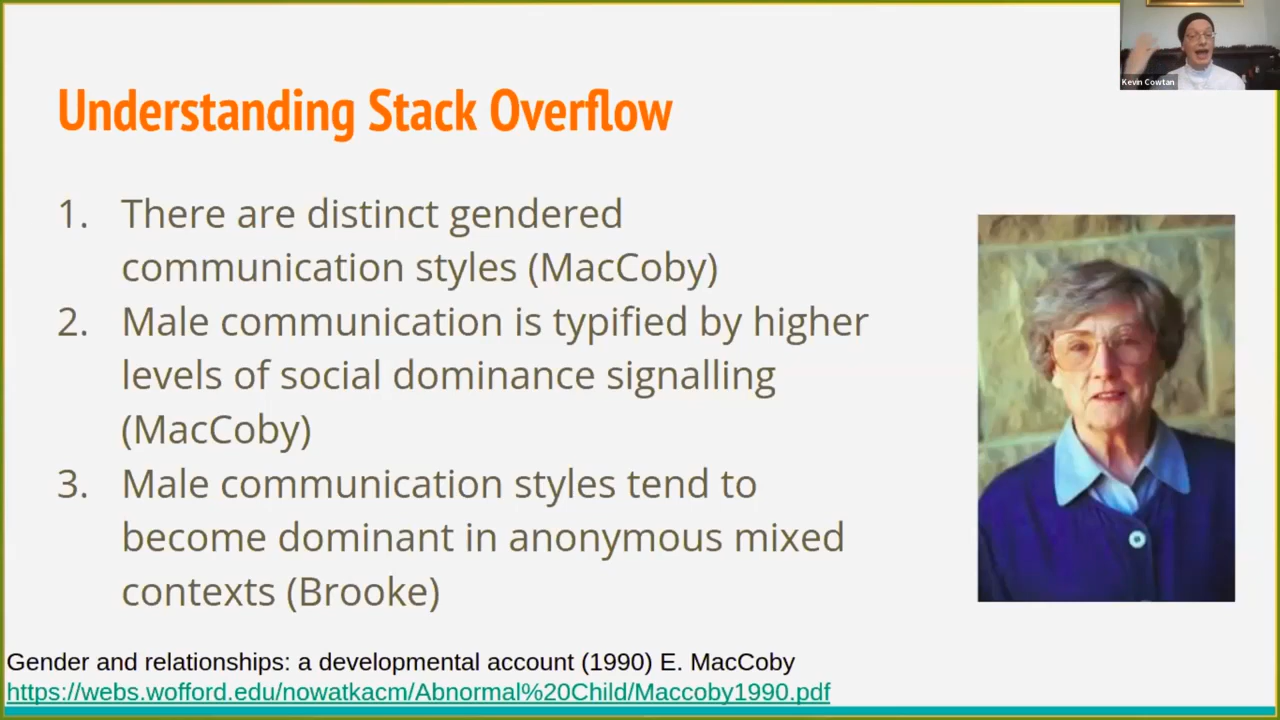 Kevin Cowtan
Understanding Stack Overflow
1. There are distinct gendered
communication styles (MacCoby)
2. Male communication is typified by higher
levels of social dominance signalling
(MacCoby)
3. Male communication styles tend to
become dominant in anonymous mixed
contexts (Brooke)
Gender and relationships: a developmental account (1990) E. MacCoby
https://webs.wofford.edu/nowatkacm/Abnormal%20Child/Maccoby1990.pdf